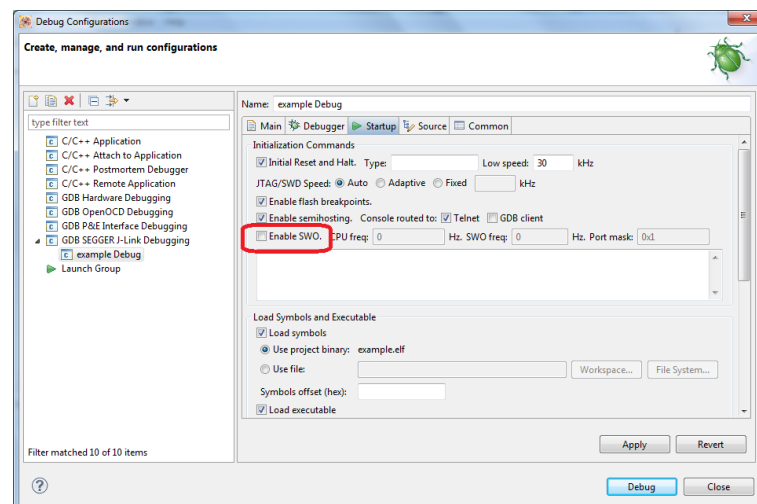 Debug Configurations
Create, manage, and run configurations
type filter text
C/C++ Application
C/C++ Attach to Application
C/C++ Postmortem Debugger
C/C++ Remote Application
GDB Hardware Debugging
GDB OpenOCD Debugging
GDB P&E Interface Debugging
GDB SEGGER J-Link Debugging
example Debug
Launch Group
Filter matched 10 of 10 items
Name: example Debug
Main Debugger Startup Source Common
Initialization Commands
Initial Reset and Halt. Type: Low speed: 30 kHz
JTAG/SWD Speed: Auto Adaptive Fixed kHz
Enable flash breakpoints.
Enable semihosting. Console routed to: Telnet GDB client
Enable SWO. CPU freq: 0 Hz. SWO freq: 0 Hz. Port mask: 0x1
Load Symbols and Executable
Load symbols
Use project binary: example.elf
Use file: Workspace... File System...
Symbols offset (hex):
Load executable
Apply Revert
Debug Close